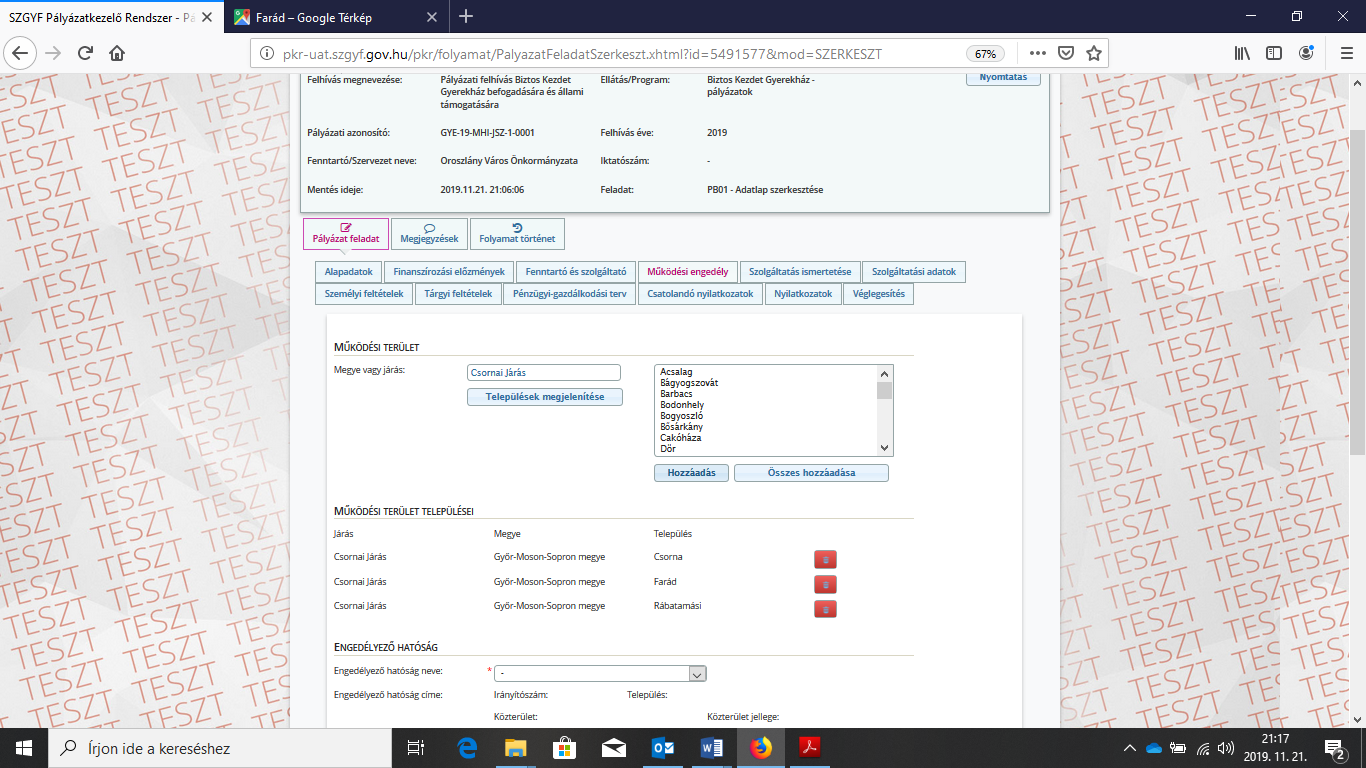 SZGYF Pályázatkezelő Rendszer - Pá
Farád – Google Térkép
pkr-uat.szgyf.gov.hu/pkr/folyamat/PalyazatFeladatSzerkeszt.xhtml?id=5491577&mod=SZERKESZT
67%
Felhívás megnevezése:
Pályázati felhívás Biztos Kezdet
Gyerekház befogadására és állami
támogatására
Ellátás/Program:
Biztos Kezdet Gyerekház -
pályázatok
Nyomtatás
Pályázati azonosító:
GYE-19-MHI-JSZ-1-0001
Felhívás éve:
2019
Fenntartó/Szervezet neve:
Oroszlány Város Önkormányzata
Iktatószám:
-
Mentés ideje:
2019.11.21. 21:06:06
Feladat:
PB01 - Adatlap szerkesztése
Pályázat feladat
Megjegyzések
Folyamat történet
Alapadatok
Finanszírozási előzmények
Fenntartó és szolgáltató
Működési engedély
Szolgáltatás ismertetése
Szolgáltatási adatok
Személyi feltételek
Tárgyi feltételek
Pénzügyi-gazdálkodási terv
Csatolandó nyilatkozatok
Nyilatkozatok
Véglegesítés
MŰKÖDÉSI TERÜLET
Megye vagy járás:
Csornai Járás
Települések megjelenítése
Acsalag
Bágyogszovát
Barbacs
Bodonhely
Bogyoszló
Bősárkány
Cakóháza
Dör
Hozzáadás
Összes hozzáadása
MŰKÖDÉSI TERÜLET TELEPÜLÉSEI
Járás
Megye
Település
Csornai Járás
Győr-Moson-Sopron megye
Csorna
Csornai Járás
Győr-Moson-Sopron megye
Farád
Csornai Járás
Győr-Moson-Sopron megye
Rábatamási
ENGEDÉLYEZŐ HATÓSÁG
Engedélyező hatóság neve:
*
-
Engedélyező hatóság címe:
Irányítószám:
Település:
Közterület:
Közterület jellege:
TESZT TESZT TESZT
Írjon ide a kereséshez
21:17
2019. 11. 21.
2